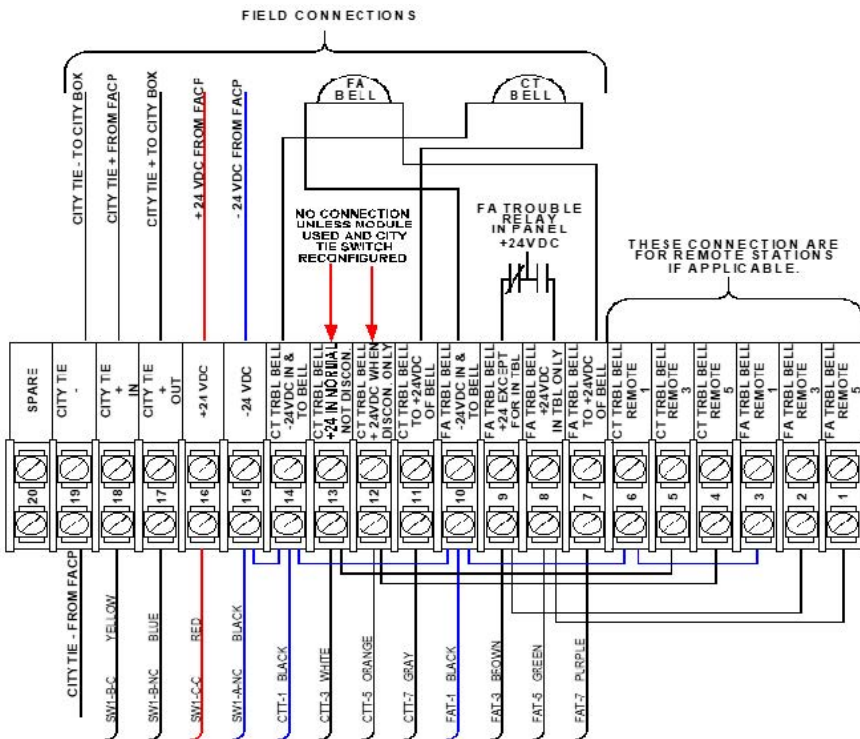 FIELD CONNECTIONS
CITY TIE - TO CITY BOX
CITY TIE + FROM FACP
CITY TIE + TO CITY BOX
+ 24 VDC FROM FACP
- 24 VDC FROM FACP
FA
BELL
CT
BELL
NO CONNECTION
UNLESS MODULE
USED AND CITY
TIE SWITCH
RECONFIGURED
FA TROUBLE
RELAY
IN PANEL
+24VDC
THESE CONNECTION ARE
FOR REMOTE STATIONS
IF APPLICABLE.
SPARE
CITY TIE
-
CITY TIE
+
IN
CITY TIE
+
OUT
+24 VDC
-24 VDC
CT TRBL BELL
-24VDC IN &
TO BELL
CT TRBL BELL
+24 IN NORMAL
NOT DISCON.
CT TRBL BELL
+ 24VDC WHEN
DISCON. ONLY
CT TRBL BELL
TO +24VDC
OF BELL
FA TRBL BELL
-24VDC IN &
TO BELL
FA TRBL BELL
+24 EXCEPT
FOR IN TBL
FA TRBL BELL
+24VDC
IN TBL ONLY
FA TRBL BELL
TO +24VDC
OF BELL
CT TRBL BELL
REMOTE
1
CT TRBL BELL
REMOTE
3
CT TRBL BELL
REMOTE
5
FA TRBL BELL
REMOTE
1
FA TRBL BELL
REMOTE
3
FA TRBL BELL
REMOTE
5
20
19
18
17
16
15
14
13
12
11
10
9
8
7
6
5
4
3
2
1
CITY TIE - FROM FACP
SW1-B-C YELLOW
SW1-B-NC BLUE
SW1-C-C RED
SW1-A-NC BLACK
CTT-1 BLACK
CTT-3 WHITE
CTT-5 ORANGE
CTT-7 GRAY
FAT-1 BLACK
FAT-3 BROWN
FAT-5 GREEN
FAT-7 PURPLE